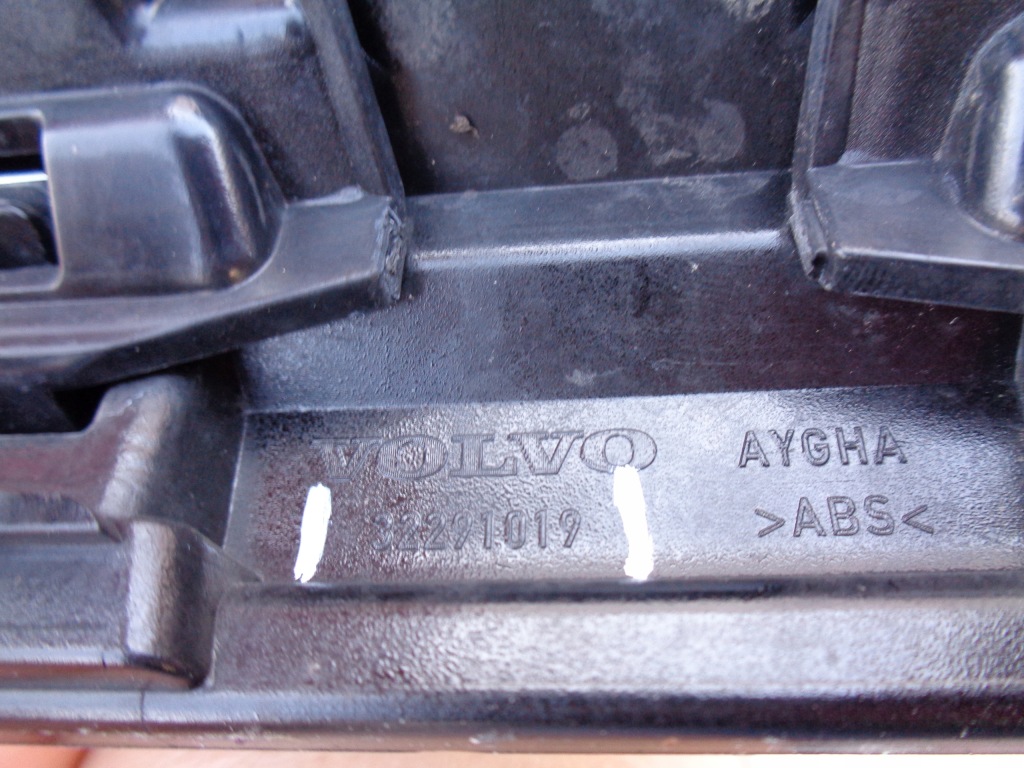 VOLVO
AYGHA
32291019
>ABS<